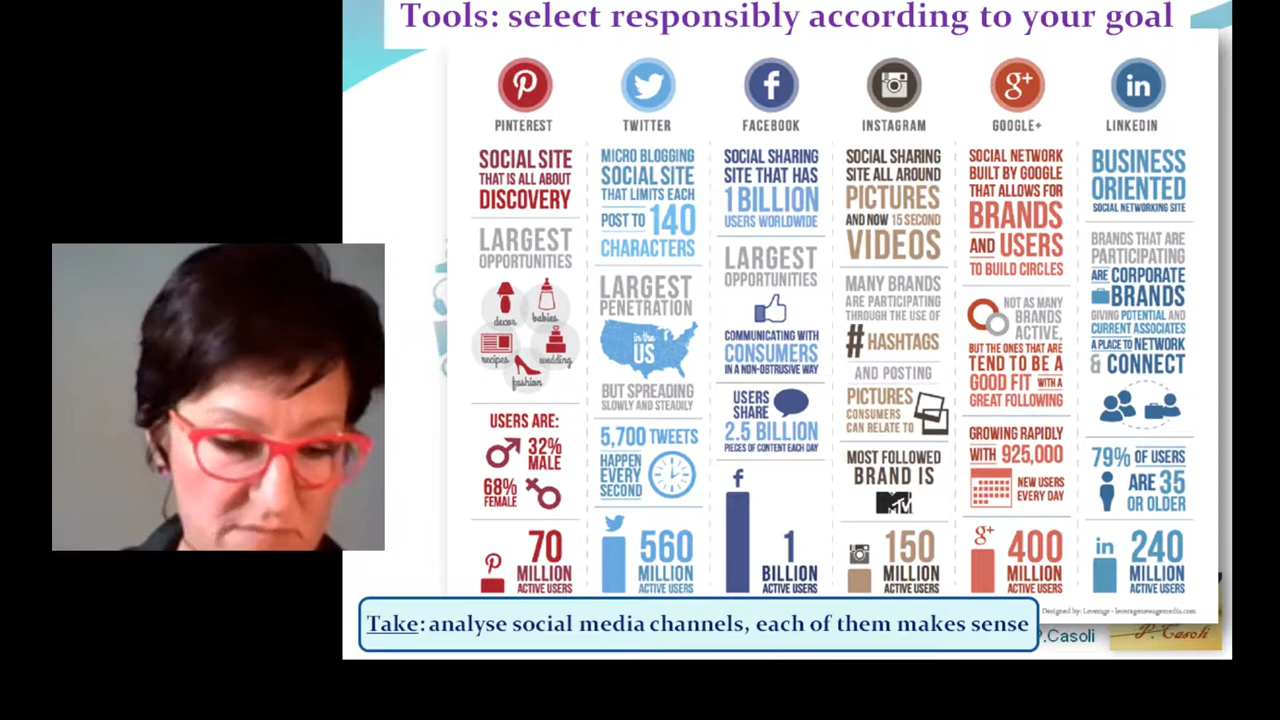 Tools: select responsibly according to your goal
PINTEREST
SOCIAL SITE
THAT IS ALL ABOUT
DISCOVERY
LARGEST
OPPORTUNITIES
decor
babies
recipes
wedding
fashion
USERS ARE:
32%
MALE
68%
FEMALE
70
MILLION
ACTIVE USERS
TWITTER
MICRO BLOGGING
SOCIAL SITE
THAT LIMITS EACH
POST TO 140
CHARACTERS
LARGEST
PENETRATION
in the
US
BUT SPREADING
SLOWLY AND STEADILY
5,700 TWEETS
HAPPEN
EVERY
SECOND
560
MILLION
ACTIVE USERS
f
FACEBOOK
SOCIAL SHARING
SITE THAT HAS
1 BILLION
USERS WORLDWIDE
LARGEST
OPPORTUNITIES
COMMUNICATING WITH
CONSUMERS
IN A NON-OBTRUSIVE WAY
USERS
SHARE
2.5 BILLION
PIECES OF CONTENT EACH DAY
f
1
BILLION
ACTIVE USERS
INSTAGRAM
SOCIAL SHARING
SITE ALL AROUND
PICTURES
AND NOW 15 SECOND
VIDEOS
MANY BRANDS
ARE PARTICIPATING
THROUGH THE USE OF
# HASHTAGS
AND POSTING
PICTURES
CONSUMERS
CAN RELATE TO
MOST FOLLOWED
BRAND IS
MTV
150
MILLION
ACTIVE USERS
g+
GOOGLE+
SOCIAL NETWORK
BUILT BY GOOGLE
THAT ALLOWS FOR
BRANDS
AND USERS
TO BUILD CIRCLES
NOT AS MANY
BRANDS
ACTIVE,
BUT THE ONES THAT ARE
TEND TO BE A
GOOD FIT WITH A
GREAT FOLLOWING
GROWING RAPIDLY
WITH 925,000
NEW USERS
EVERY DAY
g+
400
MILLION
ACTIVE USERS
in
LINKEDIN
BUSINESS
ORIENTED
SOCIAL NETWORKING SITE
BRANDS THAT ARE
PARTICIPATING
ARE CORPORATE
BRANDS
GIVING POTENTIAL AND
CURRENT ASSOCIATES
A PLACE TO NETWORK
& CONNECT
79% OF USERS
ARE 35
OR OLDER
in
240
MILLION
ACTIVE USERS
Designed by: Leverage - leveragenewagemedia.com
Take: analyse social media channels, each of them makes sense
P.Casoli
P. Casoli